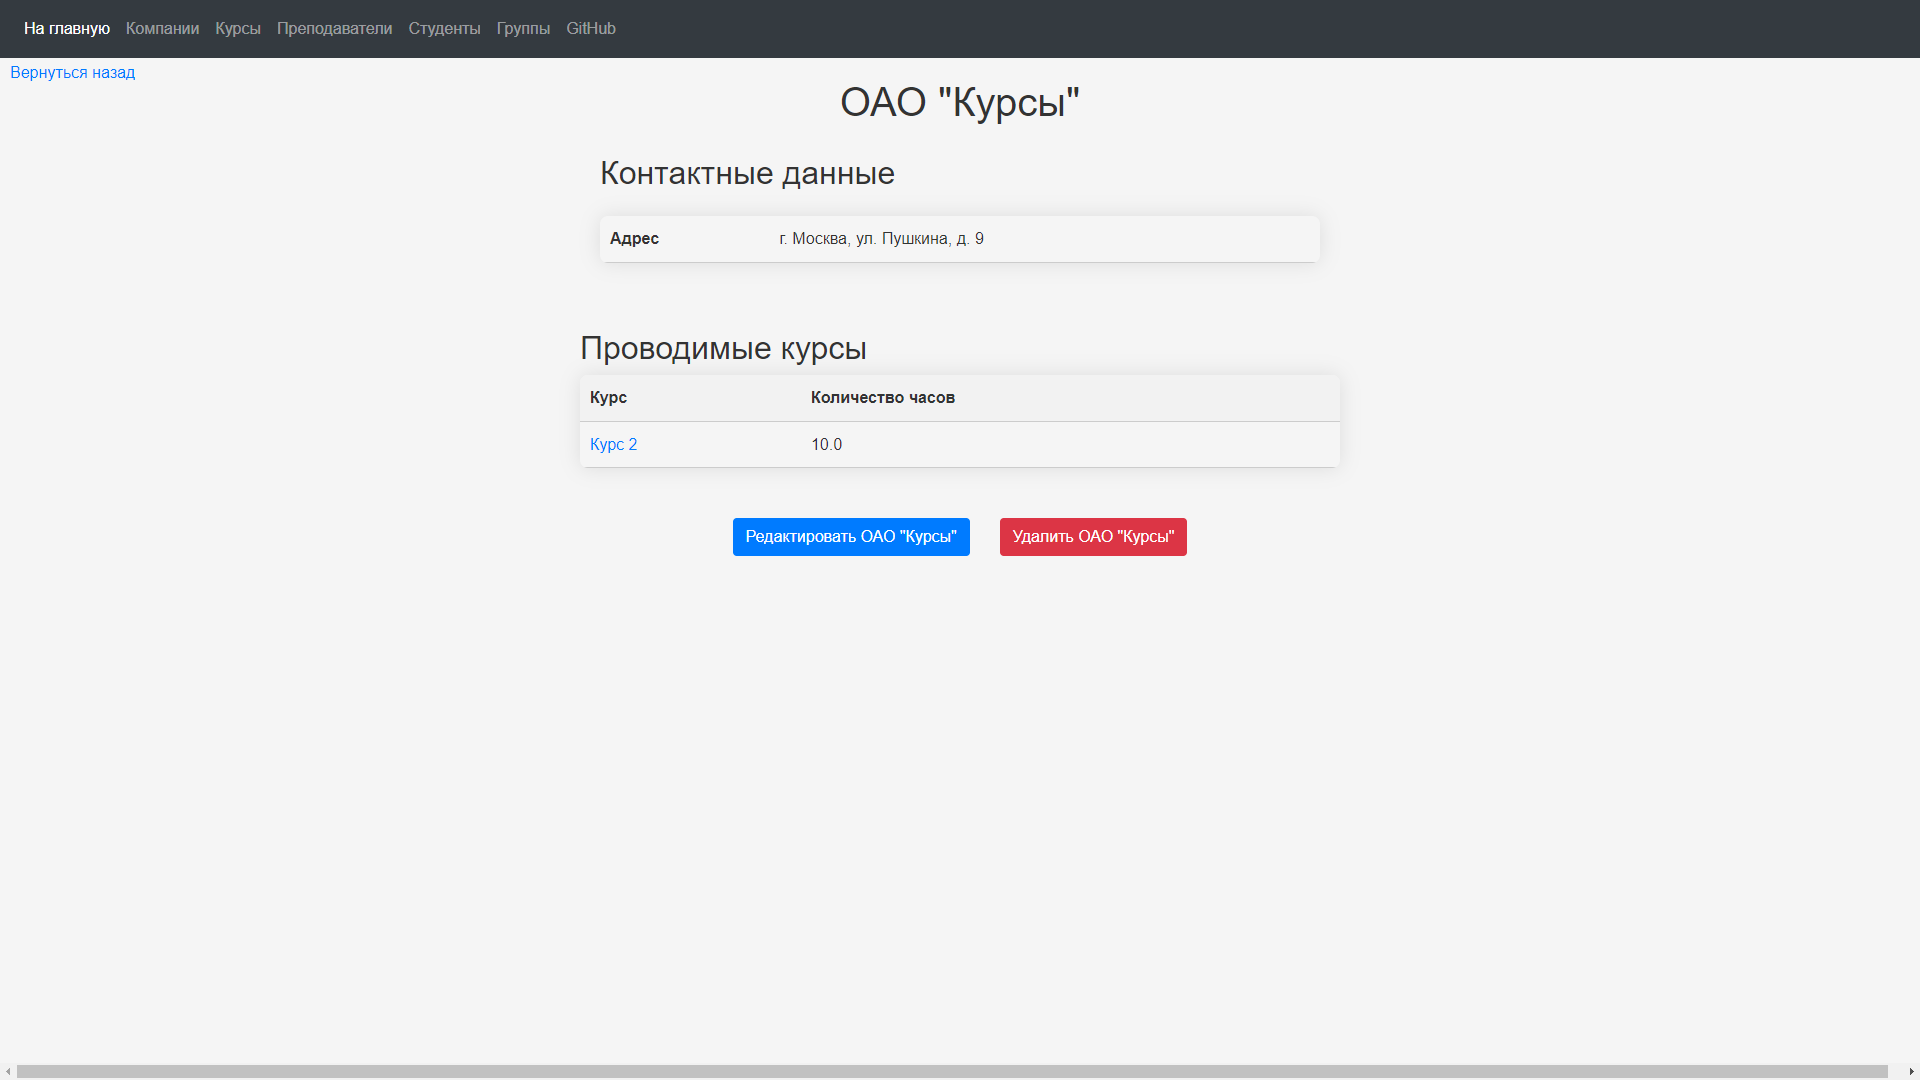 На главную Компании Курсы Преподаватели Студенты Группы GitHub
Вернуться назад
ОАО "Курсы"
Контактные данные
Адрес г. Москва, ул. Пушкина, д. 9
Проводимые курсы
Курс Количество часов
Курс 2 10.0
Редактировать ОАО "Курсы" Удалить ОАО "Курсы"